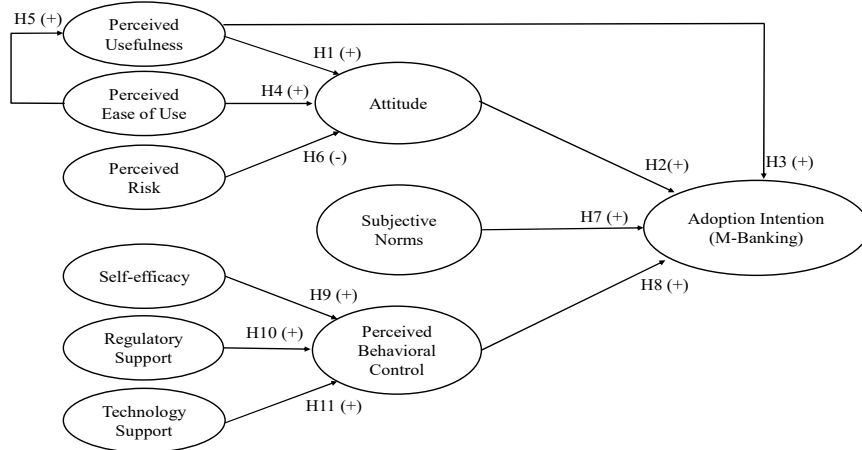 H5 (+)
Perceived
Usefulness
H1 (+)
Perceived
Ease of Use
H4 (+)
Attitude
H6 (-)
Perceived
Risk
H2(+)
H3 (+)
Subjective
Norms
H7 (+)
Adoption Intention
(M-Banking)
Self-efficacy
H9 (+)
H8 (+)
Regulatory
Support
H10 (+)
Perceived
Behavioral
Control
Technology
Support
H11 (+)